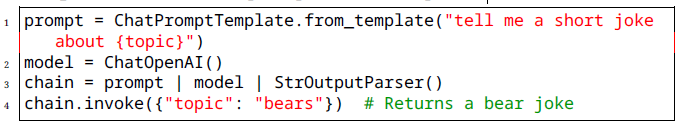 1 prompt = ChatPromptTemplate.from_template("tell me a short joke
about {topic}")
2 model = ChatOpenAI()
3 chain = prompt | model | StrOutputParser()
4 chain.invoke({"topic": "bears"})  # Returns a bear joke